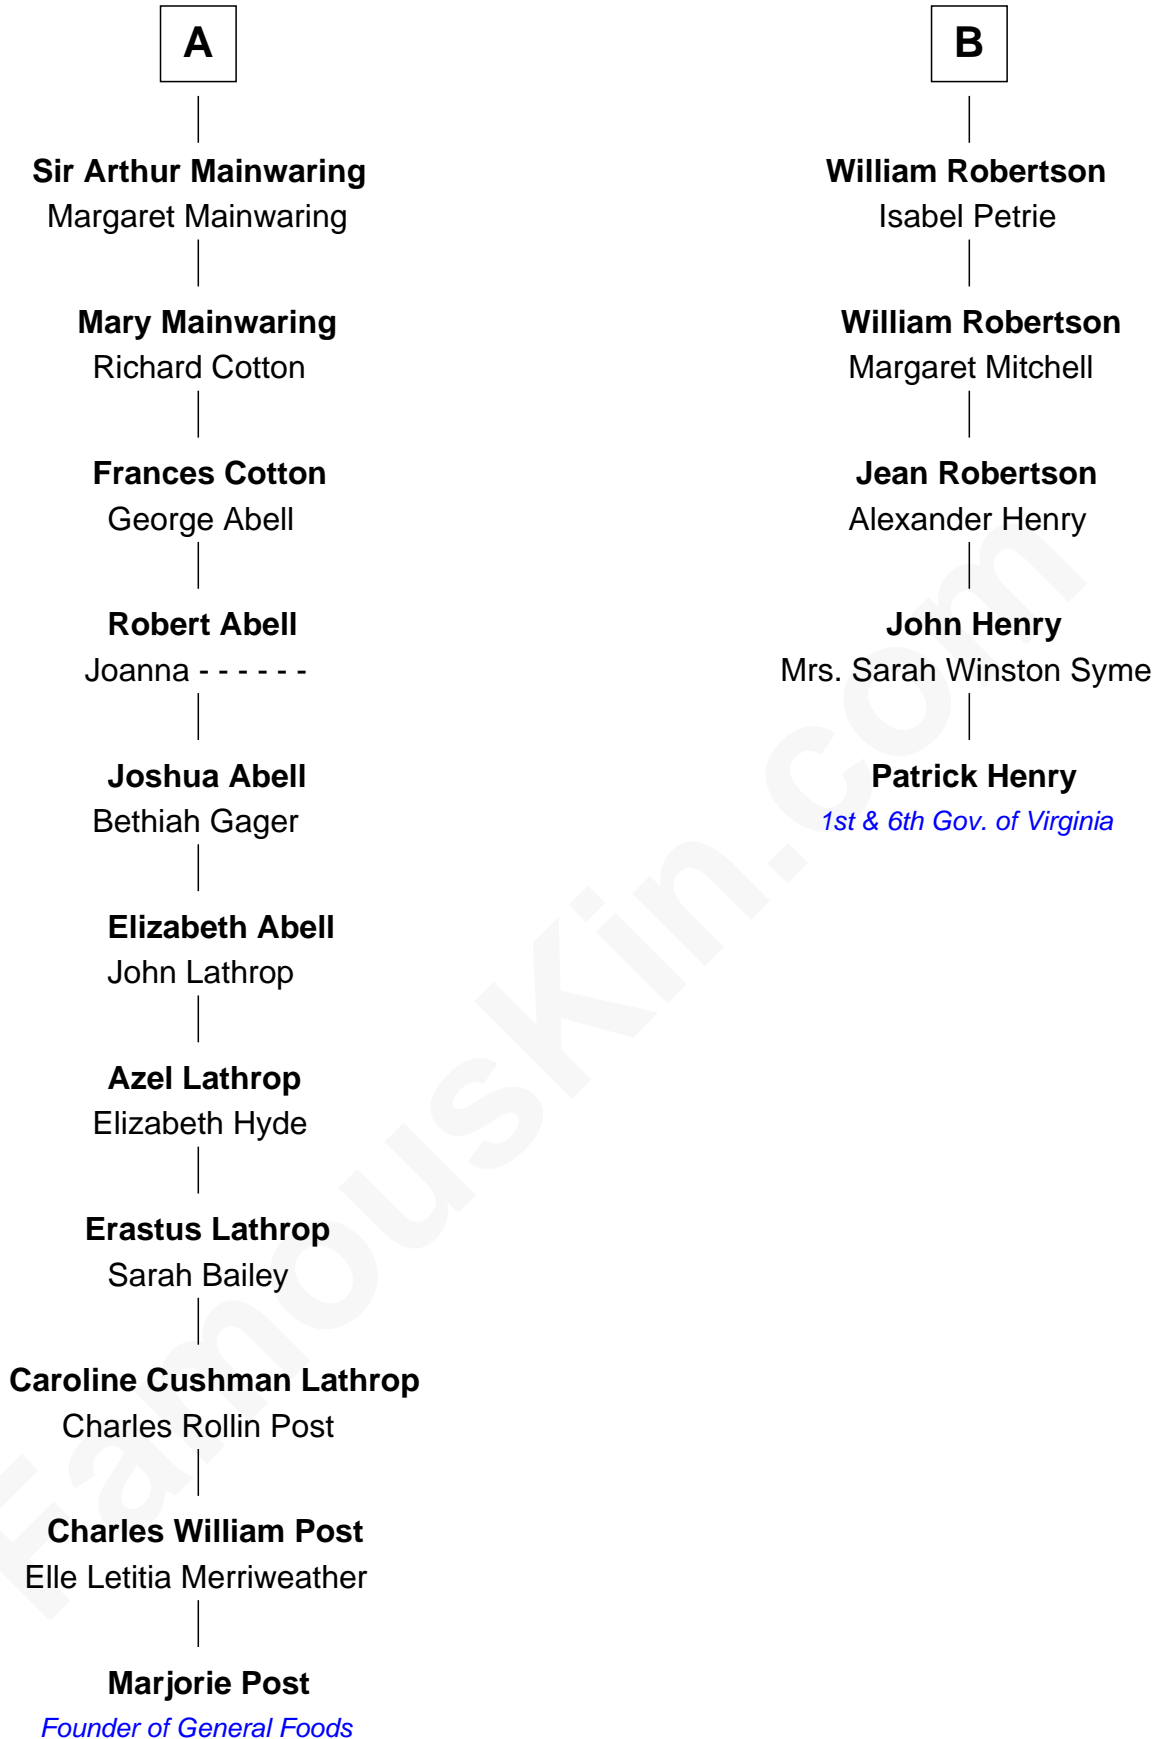 A
Sir Arthur Mainwaring
Margaret Mainwaring
Mary Mainwaring
Richard Cotton
Frances Cotton
George Abell
Robert Abell
Joanna - - - - - -
Joshua Abell
Bethiah Gager
Elizabeth Abell
John Lathrop
Azel Lathrop
Elizabeth Hyde
Erastus Lathrop
Sarah Bailey
Caroline Cushman Lathrop
Charles Rollin Post
Charles William Post
Elle Letitia Merriweather
Marjorie Post
Founder of General Foods
B
William Robertson
Isabel Petrie
William Robertson
Margaret Mitchell
Jean Robertson
Alexander Henry
John Henry
Mrs. Sarah Winston Syme
Patrick Henry
1st & 6th Gov. of Virginia
FamousKin.com